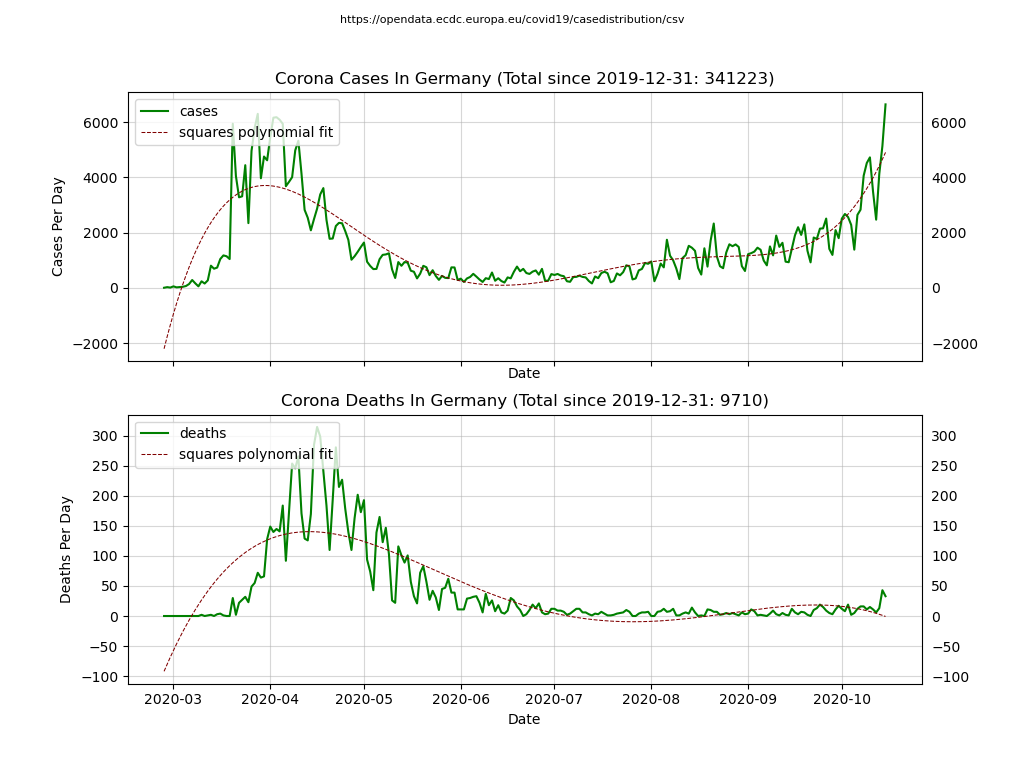 https://opendata.ecdc.europa.eu/covid19/casedistribution/csv
Corona Cases In Germany (Total since 2019-12-31: 341223)
cases
squares polynomial fit
6000
4000
2000
0
−2000
6000
4000
2000
0
−2000
Cases Per Day
Date
Corona Deaths In Germany (Total since 2019-12-31: 9710)
deaths
squares polynomial fit
300
250
200
150
100
50
0
−50
−100
300
250
200
150
100
50
0
−50
−100
Deaths Per Day
2020-03 2020-04 2020-05 2020-06 2020-07 2020-08 2020-09 2020-10
Date